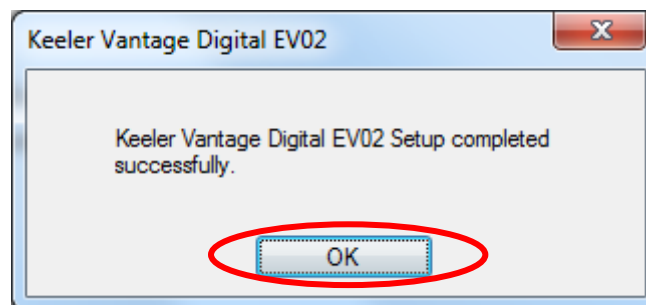 Keeler Vantage Digital EV02
Keeler Vantage Digital EV02 Setup completed
successfully.
OK